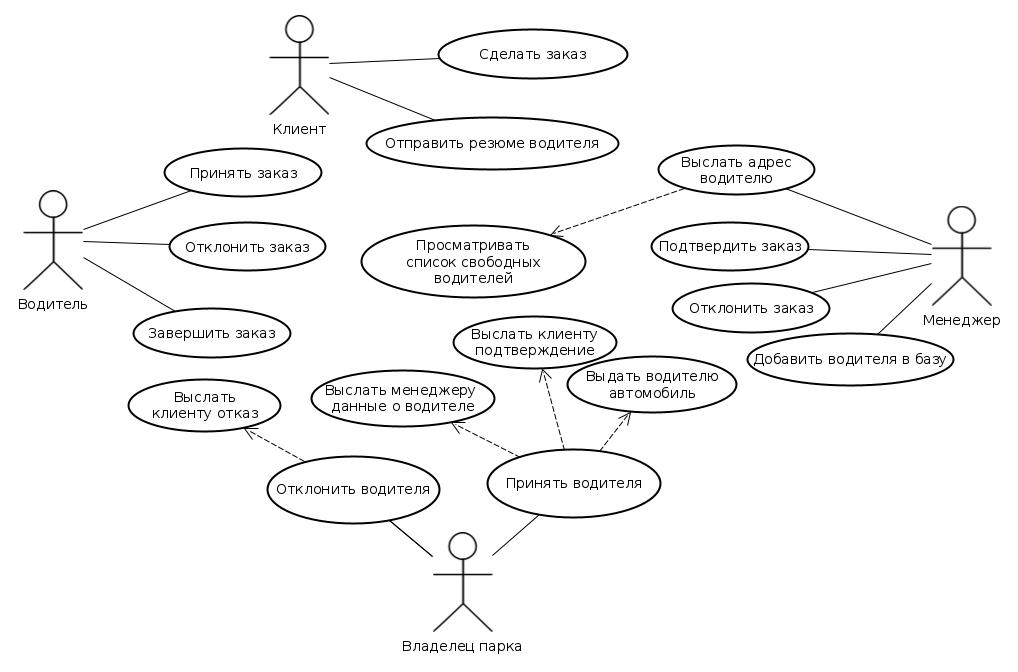 Сделать заказ
Клиент
Отправить резюме водителя
Принять заказ
Выслать адрес
водителю
Отклонить заказ
Просматривать
список свободных
водителей
Подтвердить заказ
Водитель
Отклонить заказ
Менеджер
Завершить заказ
Выслать клиенту
подтверждение
Добавить водителя в базу
Выслать
клиенту отказ
Выслать менеджеру
данные о водителе
Выдать водителю
автомобиль
Отклонить водителя
Принять водителя
Владелец парка